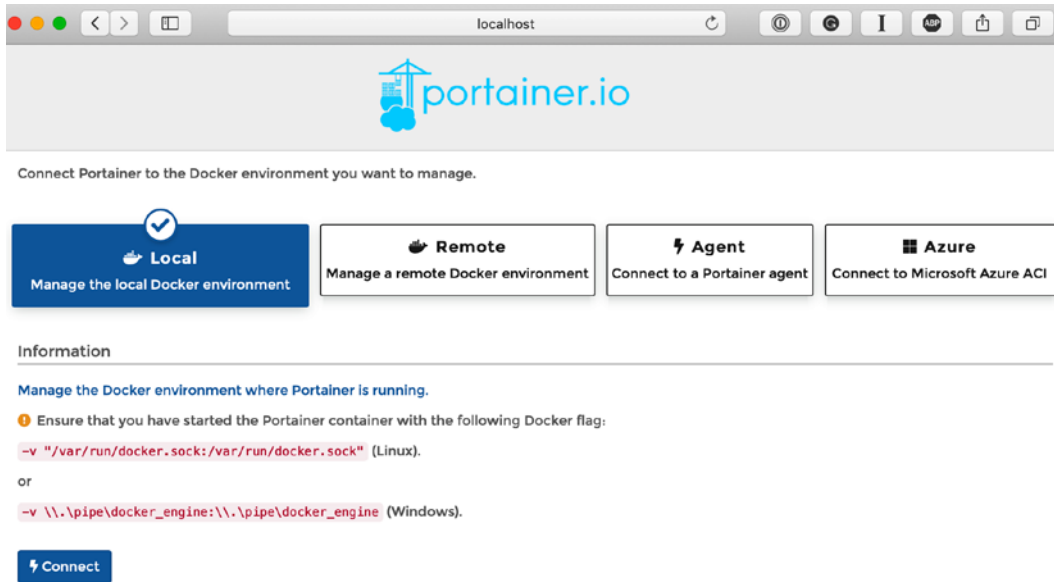 localhost
ABP
portainer.io
Connect Portainer to the Docker environment you want to manage.
Local
Manage the local Docker environment
Remote
Manage a remote Docker environment
Agent
Connect to a Portainer agent
Azure
Connect to Microsoft Azure ACI
Information
Manage the Docker environment where Portainer is running.
Ensure that you have started the Portainer container with the following Docker flag:
-v "/var/run/docker.sock:/var/run/docker.sock" (Linux).
or
-v \\.\pipe\docker_engine:\\.\pipe\docker_engine (Windows).
Connect